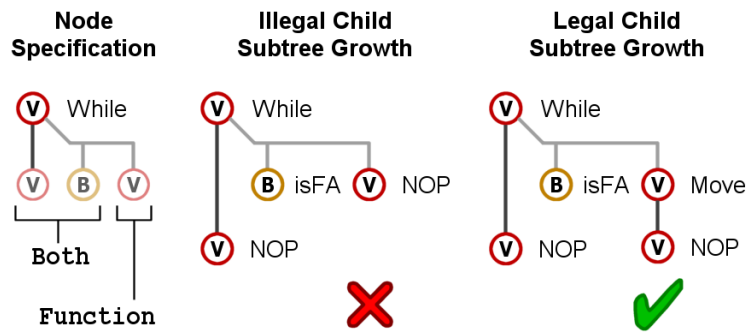 Node
Specification
Illegal Child
Subtree Growth
Legal Child
Subtree Growth
V While
V B V
Both
Function
V While
B isFA V NOP
V NOP
V While
B isFA V Move
V NOP V NOP